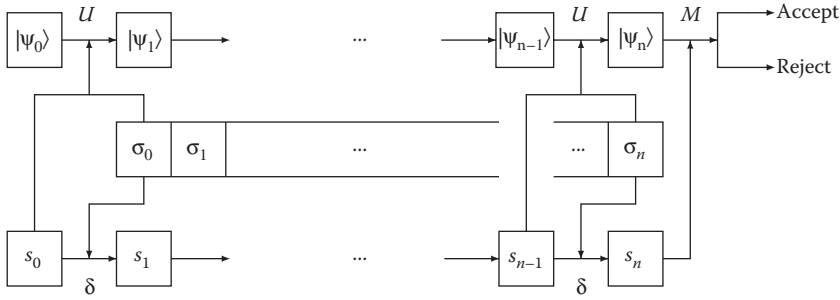 U U M Accept
|ψ₀⟩ |ψ₁⟩ ... |ψₙ₋₁⟩ |ψₙ⟩
Reject
σ₀ σ₁ ... ... σₙ
s₀ s₁ ... sₙ₋₁ sₙ
δ δ